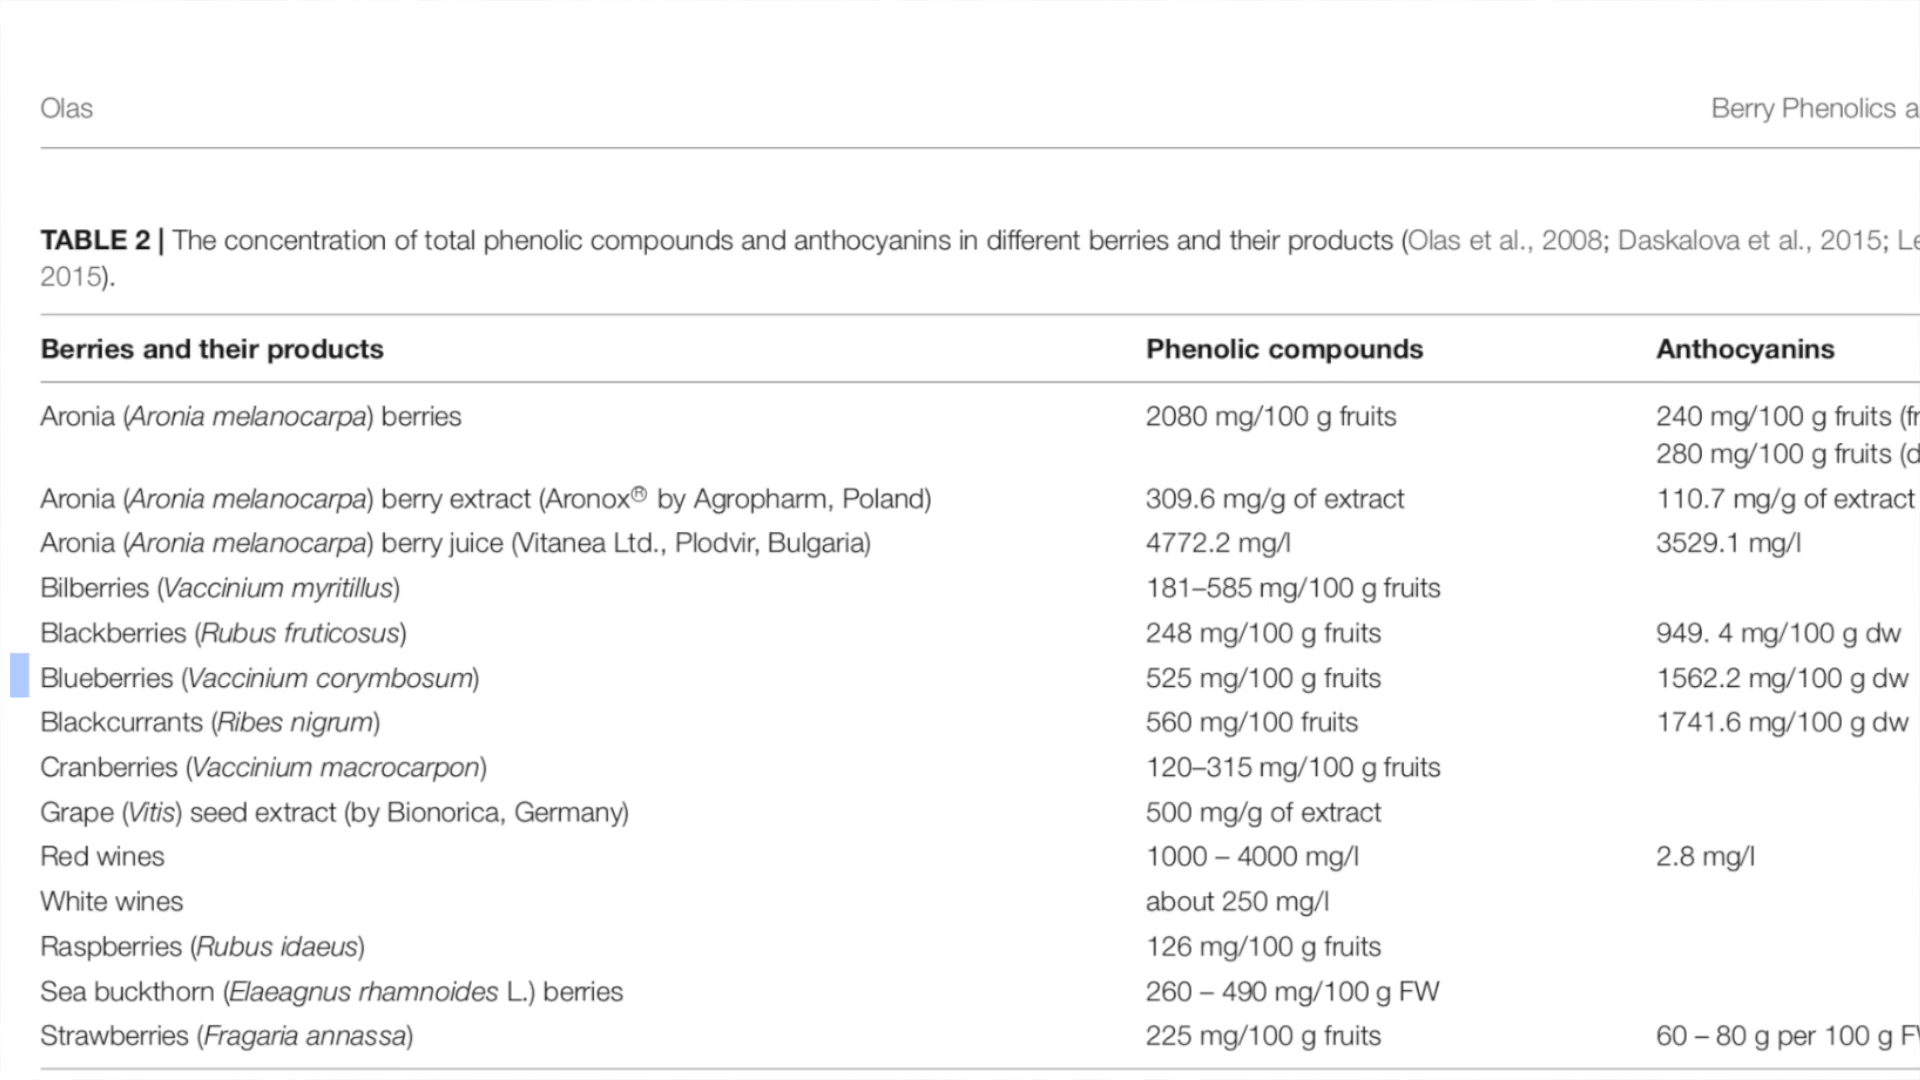 Olas
Berry Phenolics a
TABLE 2 | The concentration of total phenolic compounds and anthocyanins in different berries and their products (Olas et al., 2008; Daskalova et al., 2015; Le
2015).
Berries and their products Phenolic compounds Anthocyanins
Aronia (Aronia melanocarpa) berries 2080 mg/100 g fruits 240 mg/100 g fruits (fr
280 mg/100 g fruits (d
Aronia (Aronia melanocarpa) berry extract (Aronox® by Agropharm, Poland) 309.6 mg/g of extract 110.7 mg/g of extract
Aronia (Aronia melanocarpa) berry juice (Vitanea Ltd., Plodvir, Bulgaria) 4772.2 mg/l 3529.1 mg/l
Bilberries (Vaccinium myritillus) 181–585 mg/100 g fruits
Blackberries (Rubus fruticosus) 248 mg/100 g fruits 949. 4 mg/100 g dw
Blueberries (Vaccinium corymbosum) 525 mg/100 g fruits 1562.2 mg/100 g dw
Blackcurrants (Ribes nigrum) 560 mg/100 fruits 1741.6 mg/100 g dw
Cranberries (Vaccinium macrocarpon) 120–315 mg/100 g fruits
Grape (Vitis) seed extract (by Bionorica, Germany) 500 mg/g of extract
Red wines 1000 – 4000 mg/l 2.8 mg/l
White wines about 250 mg/l
Raspberries (Rubus idaeus) 126 mg/100 g fruits
Sea buckthorn (Elaeagnus rhamnoides L.) berries 260 – 490 mg/100 g FW
Strawberries (Fragaria annassa) 225 mg/100 g fruits 60 – 80 g per 100 g F